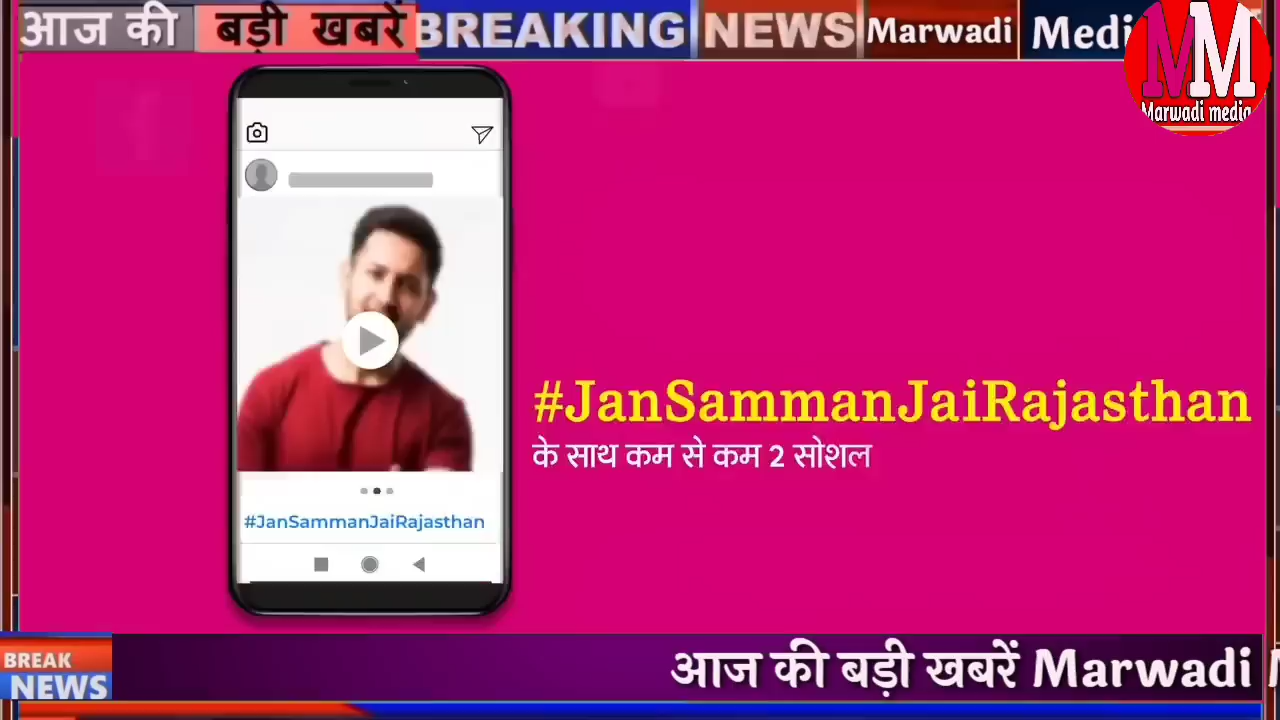 आज की बड़ी खबरें BREAKING NEWS Marwadi Medi
MM
Marwadi media
#JanSammanJaiRajasthan
के साथ कम से कम 2 सोशल
#JanSammanJaiRajasthan
BREAK
NEWS
आज की बड़ी खबरें Marwadi M